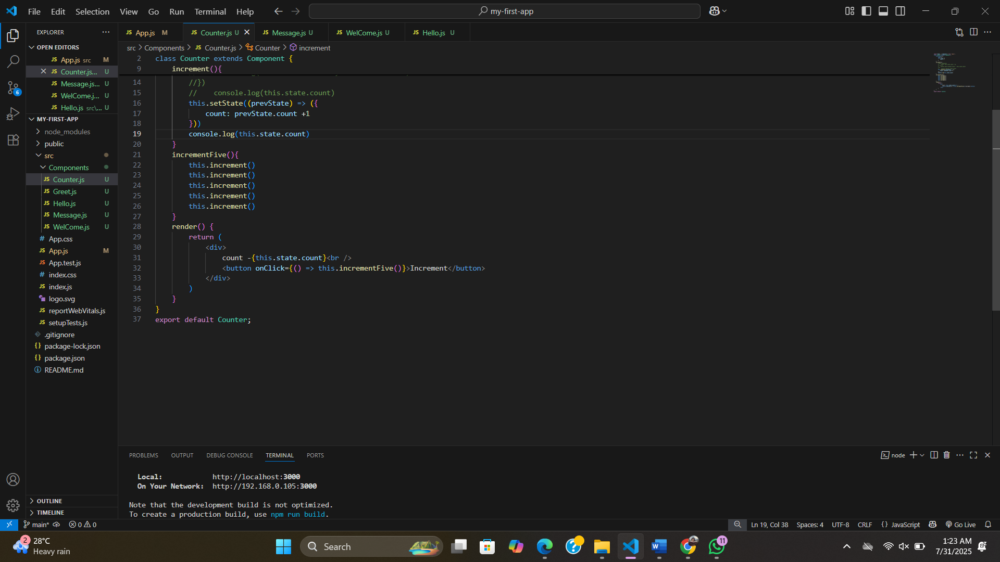 File Edit Selection View Go Run Terminal Help
my-first-app
EXPLORER
OPEN EDITORS
JS App.js src M
JS Counter.js... U
JS Message.js... U
JS WelCome.j... U
JS Hello.js src\... U
MY-FIRST-APP
node_modules
public
src
Components
JS Counter.js U
JS Greet.js U
JS Hello.js U
JS Message.js U
JS WelCome.js U
# App.css
JS App.js M
JS App.test.js
# index.css
JS index.js
logo.svg
JS reportWebVitals.js
JS setupTests.js
.gitignore
{} package-lock.json
{} package.json
README.md
OUTLINE
TIMELINE
6
JS App.js M JS Counter.js U JS Message.js U JS WelCome.js U JS Hello.js U
src > Components > JS Counter.js > Counter > increment
2 class Counter extends Component {
9 increment(){
14 //})
15 // console.log(this.state.count)
16 this.setState((prevState) => ({
17 count: prevState.count +1
18 }))
19 console.log(this.state.count)
20 }
21 incrementFive(){
22 this.increment()
23 this.increment()
24 this.increment()
25 this.increment()
26 this.increment()
27 }
28 render() {
29 return (
30 <div>
31 count -{this.state.count}<br />
32 <button onClick={() => this.incrementFive()}>Increment</button>
33 </div>
34 )
35 }
36 }
37 export default Counter;
PROBLEMS OUTPUT DEBUG CONSOLE TERMINAL PORTS
node
Local: http://localhost:3000
On Your Network: http://192.168.0.105:3000
Note that the development build is not optimized.
To create a production build, use npm run build.
main* 0 0
Ln 19, Col 38 Spaces: 4 UTF-8 CRLF {} JavaScript Go Live
2
28°C
Heavy rain
Search
11
1:23 AM
7/31/2025